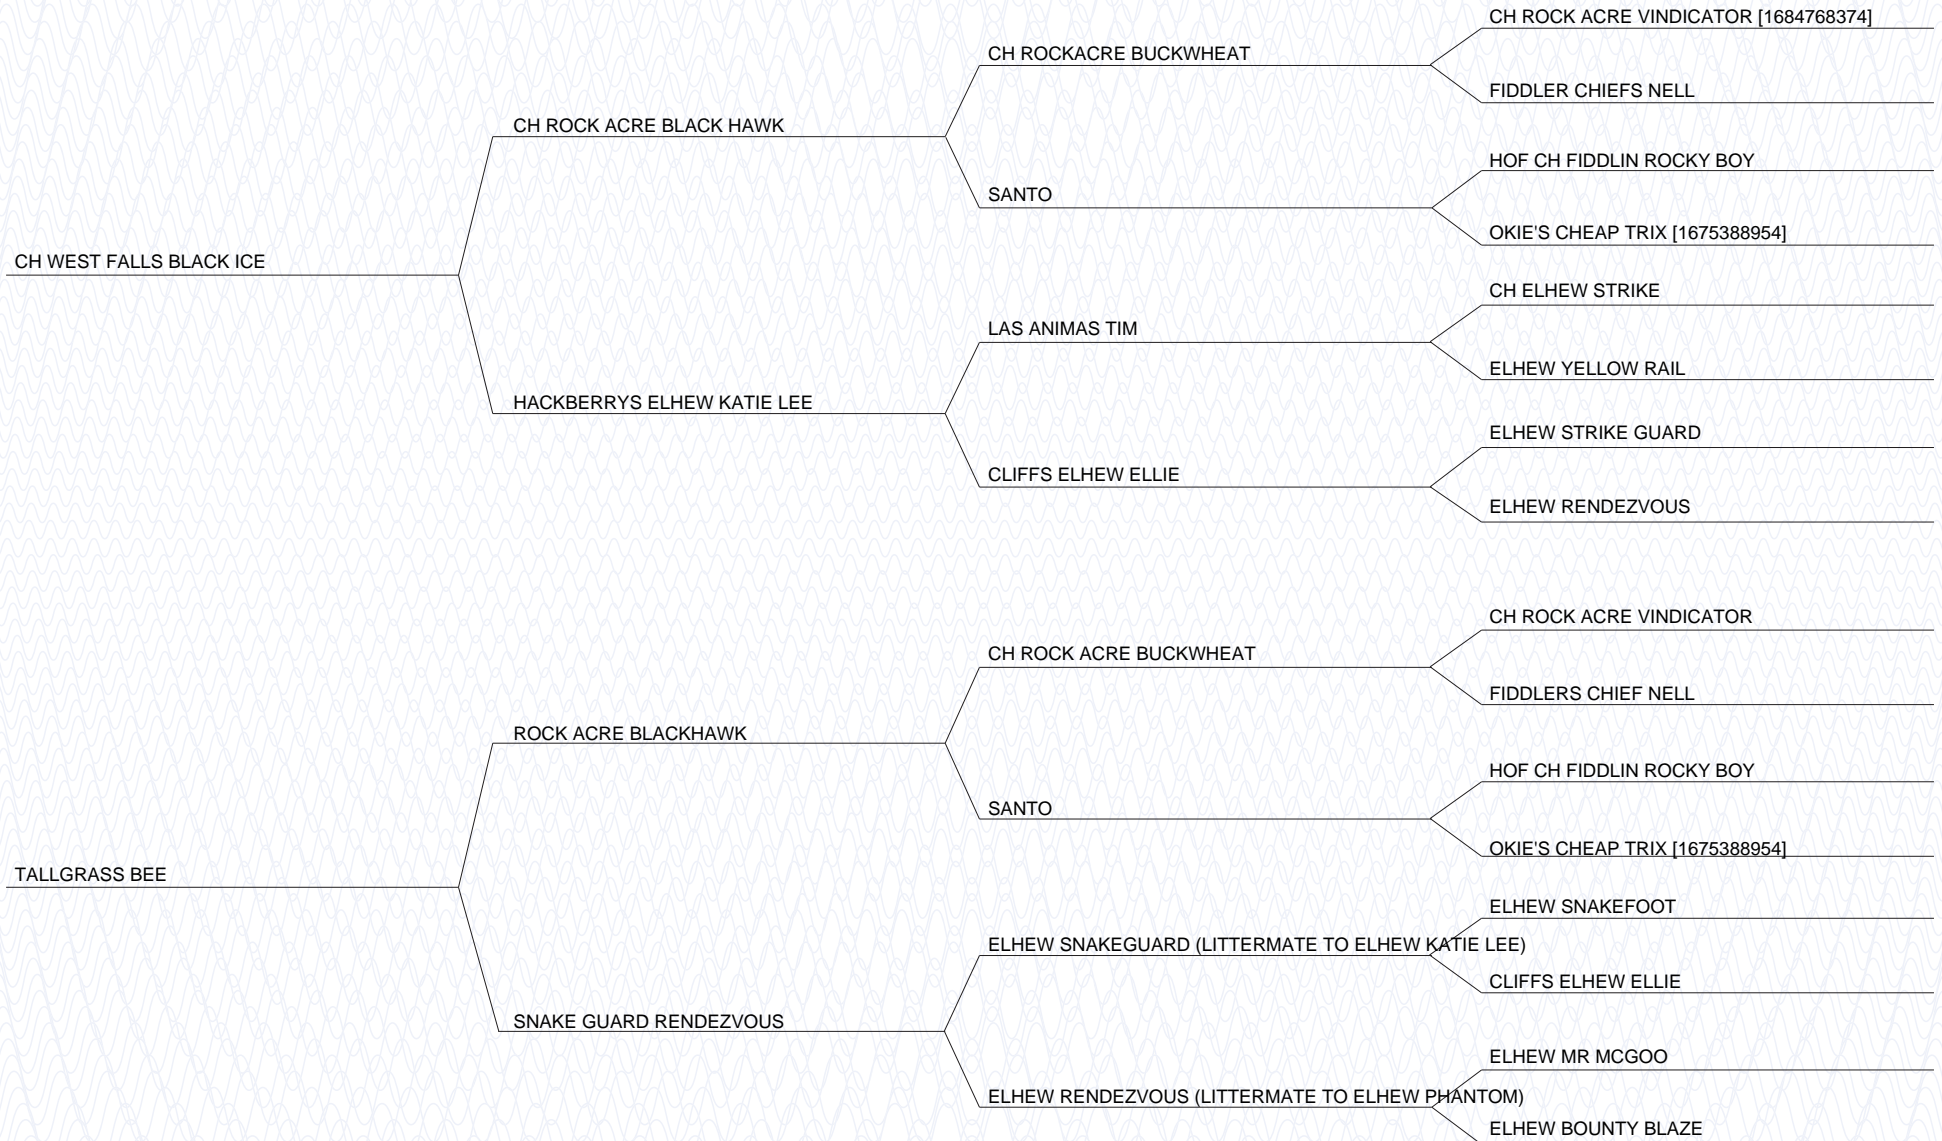 CH ROCK ACRE VINDICATOR [1684768374]
CH ROCKACRE BUCKWHEAT
FIDDLER CHIEFS NELL
CH ROCK ACRE BLACK HAWK
HOF CH FIDDLIN ROCKY BOY
SANTO
OKIE'S CHEAP TRIX [1675388954]
CH WEST FALLS BLACK ICE
CH ELHEW STRIKE
LAS ANIMAS TIM
ELHEW YELLOW RAIL
HACKBERRYS ELHEW KATIE LEE
ELHEW STRIKE GUARD
CLIFFS ELHEW ELLIE
ELHEW RENDEZVOUS
CH ROCK ACRE VINDICATOR
CH ROCK ACRE BUCKWHEAT
FIDDLERS CHIEF NELL
ROCK ACRE BLACKHAWK
HOF CH FIDDLIN ROCKY BOY
SANTO
OKIE'S CHEAP TRIX [1675388954]
TALLGRASS BEE
ELHEW SNAKEFOOT
ELHEW SNAKEGUARD (LITTERMATE TO ELHEW KATIE LEE)
CLIFFS ELHEW ELLIE
SNAKE GUARD RENDEZVOUS
ELHEW MR MCGOO
ELHEW RENDEZVOUS (LITTERMATE TO ELHEW PHANTOM)
ELHEW BOUNTY BLAZE